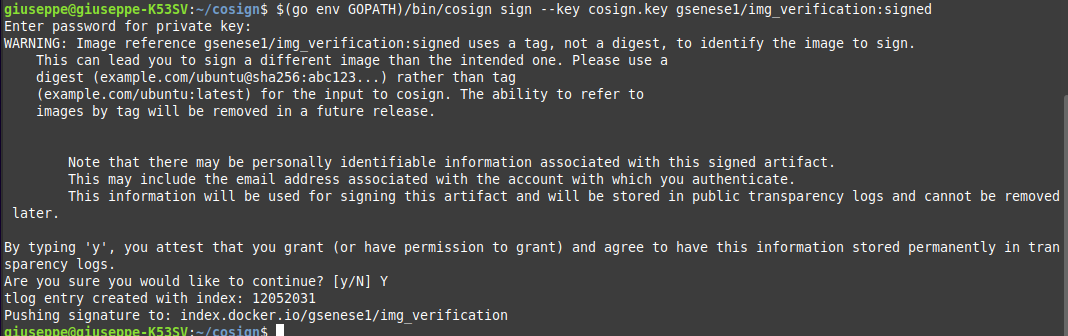 giuseppe@giuseppe-K53SV:~/cosign$ $(go env GOPATH)/bin/cosign sign --key cosign.key gsenese1/img_verification:signed
Enter password for private key:
WARNING: Image reference gsenese1/img_verification:signed uses a tag, not a digest, to identify the image to sign.
    This can lead you to sign a different image than the intended one. Please use a
    digest (example.com/ubuntu@sha256:abc123...) rather than tag
    (example.com/ubuntu:latest) for the input to cosign. The ability to refer to
    images by tag will be removed in a future release.
        Note that there may be personally identifiable information associated with this signed artifact.
        This may include the email address associated with the account with which you authenticate.
        This information will be used for signing this artifact and will be stored in public transparency logs and cannot be removed
 later.
By typing 'y', you attest that you grant (or have permission to grant) and agree to have this information stored permanently in tran
sparency logs.
Are you sure you would like to continue? [y/N] Y
tlog entry created with index: 12052031
Pushing signature to: index.docker.io/gsenese1/img_verification
giuseppe@giuseppe-K53SV:~/cosign$